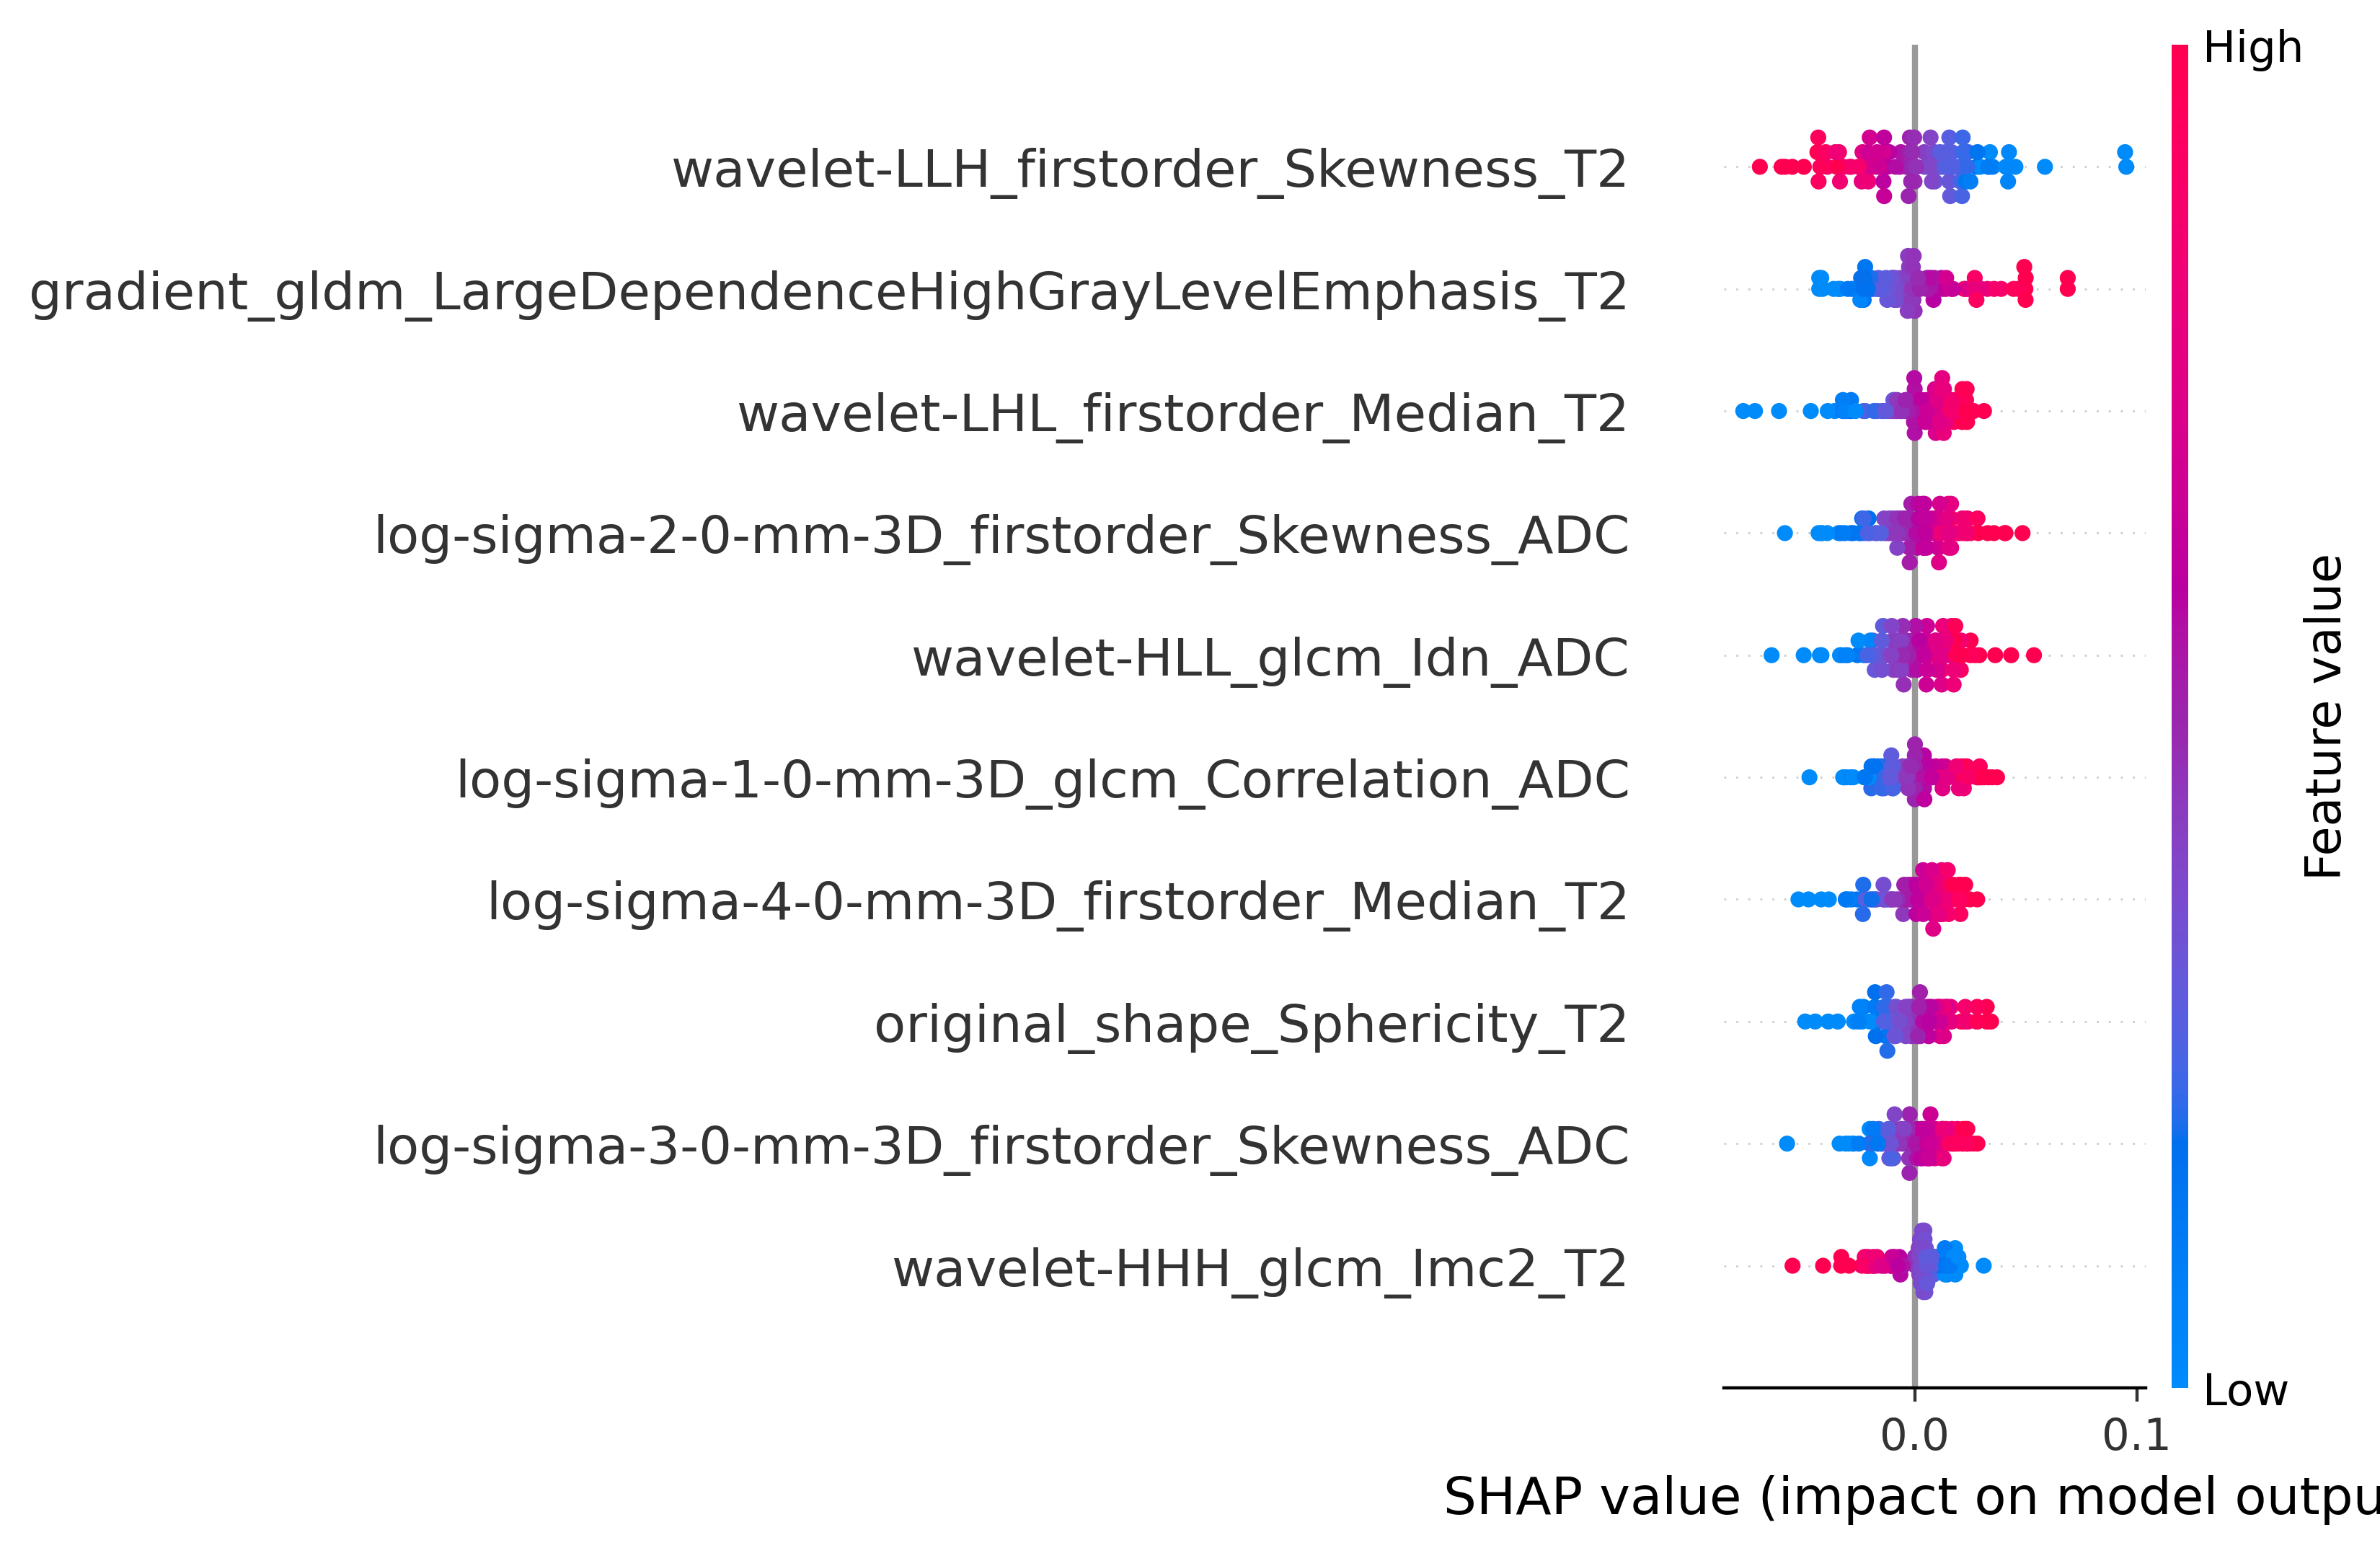 High
wavelet-LLH_firstorder_Skewness_T2
gradient_gldm_LargeDependenceHighGrayLevelEmphasis_T2
wavelet-LHL_firstorder_Median_T2
log-sigma-2-0-mm-3D_firstorder_Skewness_ADC
wavelet-HLL_glcm_Idn_ADC
log-sigma-1-0-mm-3D_glcm_Correlation_ADC
log-sigma-4-0-mm-3D_firstorder_Median_T2
original_shape_Sphericity_T2
log-sigma-3-0-mm-3D_firstorder_Skewness_ADC
wavelet-HHH_glcm_Imc2_T2
Feature value
Low
0.0 0.1
SHAP value (impact on model outpu